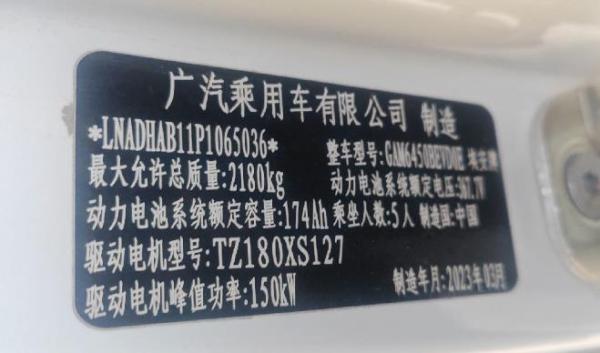 广汽乘用车有限公司 制造
*LNADHAB11P1065036*
整车型号:GAM6450BEVD0E 埃安牌
最大允许总质量:2180kg
动力电池系统额定电压:367.7V
动力电池系统额定容量:174Ah 乘坐人数:5人 制造国:中国
驱动电机型号:TZ180XS127
驱动电机峰值功率:150kW
制造年月:2023年03月